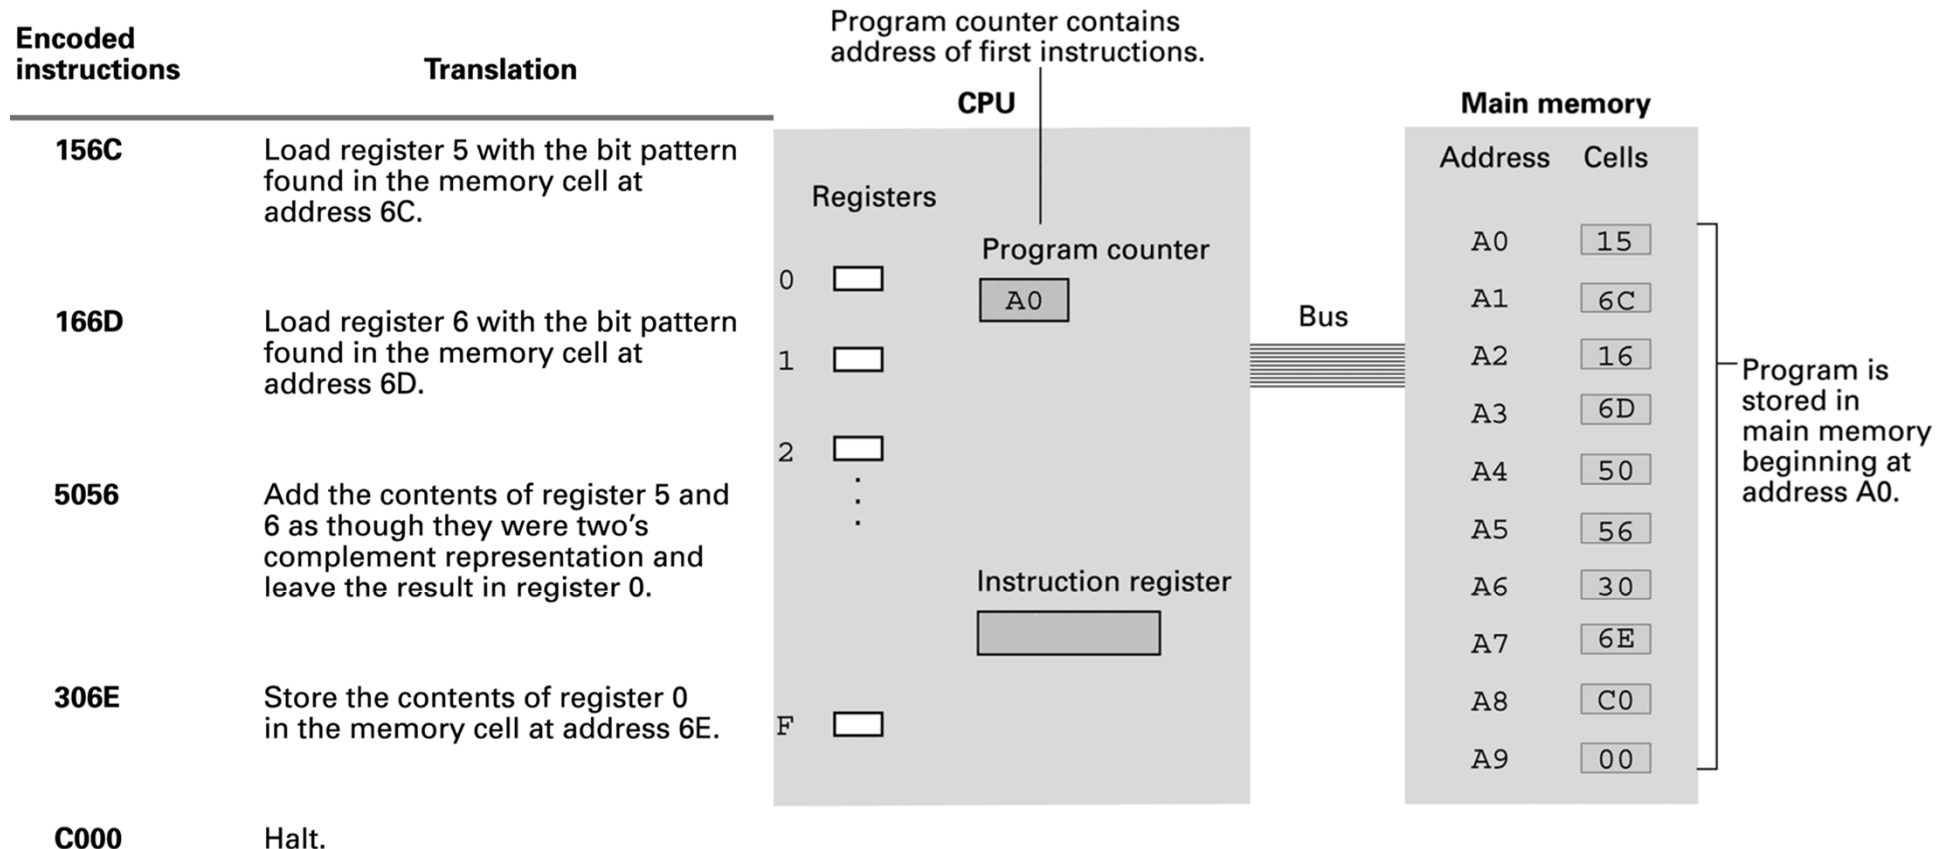 Encoded
instructions
Translation
156C
Load register 5 with the bit pattern
found in the memory cell at
address 6C.
166D
Load register 6 with the bit pattern
found in the memory cell at
address 6D.
5056
Add the contents of register 5 and
6 as though they were two’s
complement representation and
leave the result in register 0.
306E
Store the contents of register 0
in the memory cell at address 6E.
C000
Halt.
Program counter contains
address of first instructions.
CPU
Registers
0
1
2
F
Program counter
A0
Instruction register
Bus
Main memory
Address Cells
A0 15
A1 6C
A2 16
A3 6D
A4 50
A5 56
A6 30
A7 6E
A8 C0
A9 00
Program is
stored in
main memory
beginning at
address A0.